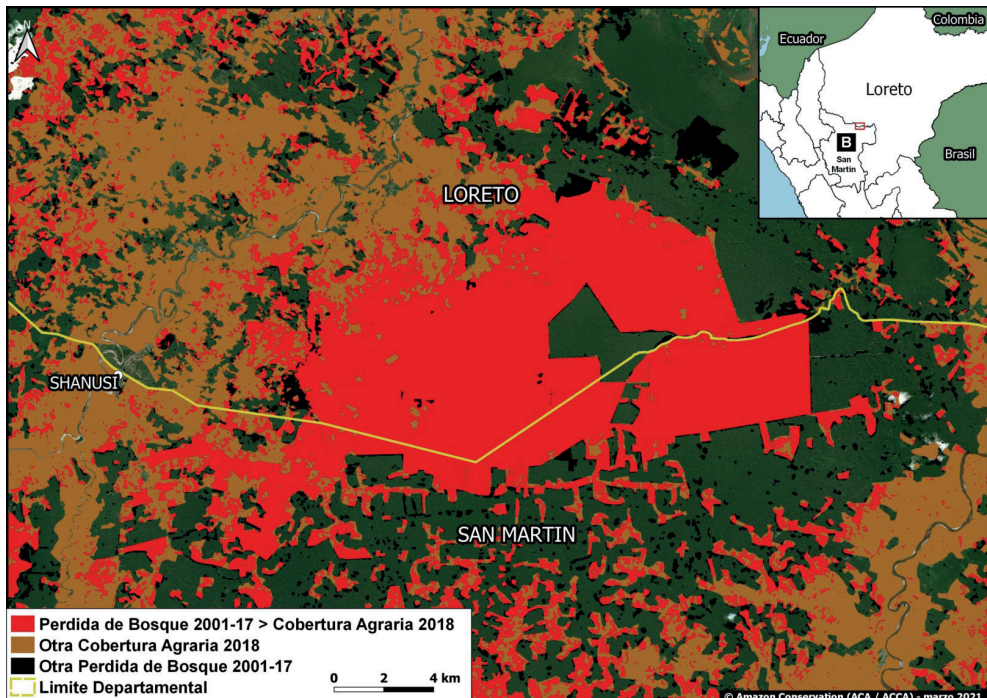 N
Colombia
Ecuador
Loreto
B
San
Martin
Brasil
LORETO
SHANUSI
SAN MARTIN
Perdida de Bosque 2001-17 > Cobertura Agraria 2018
Otra Cobertura Agraria 2018
Otra Perdida de Bosque 2001-17
Limite Departamental
0 2 4 km
© Amazon Conservation (ACA / ACCA) - marzo 2021